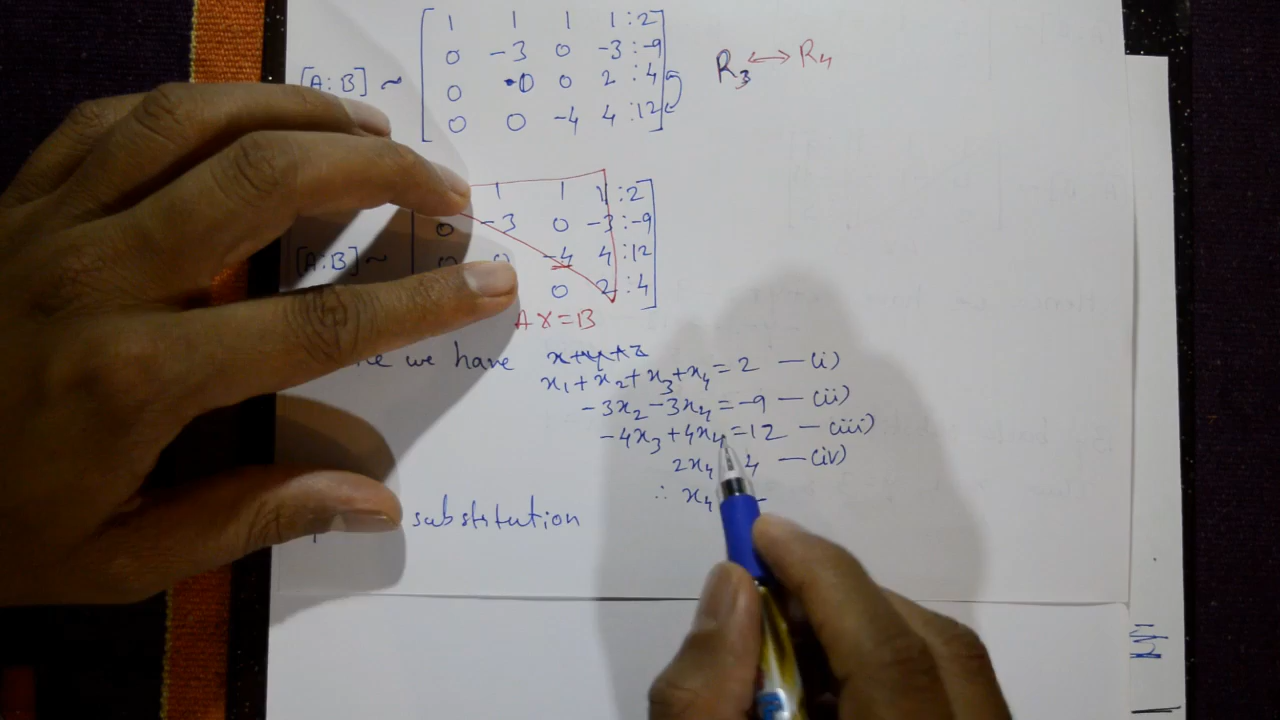 1 1 1 1 : 2
0 -3 0 -3 : -9
[A:B] ~ 0 0 0 2 : 4
0 0 -4 4 : 12
R3 ↔ R4
1 1 1 : 2
0 -3 0 -3 : -9
[A:B] ~ 0 0 -4 4 : 12
0 2 : 4
AX=B
we have x+y+z
x1+x2+x3+x4=2 —(i)
-3x2-3x4=-9 —(ii)
-4x3+4x4=12 —(iii)
2x4 4 —(iv)
∴ x4
substitution